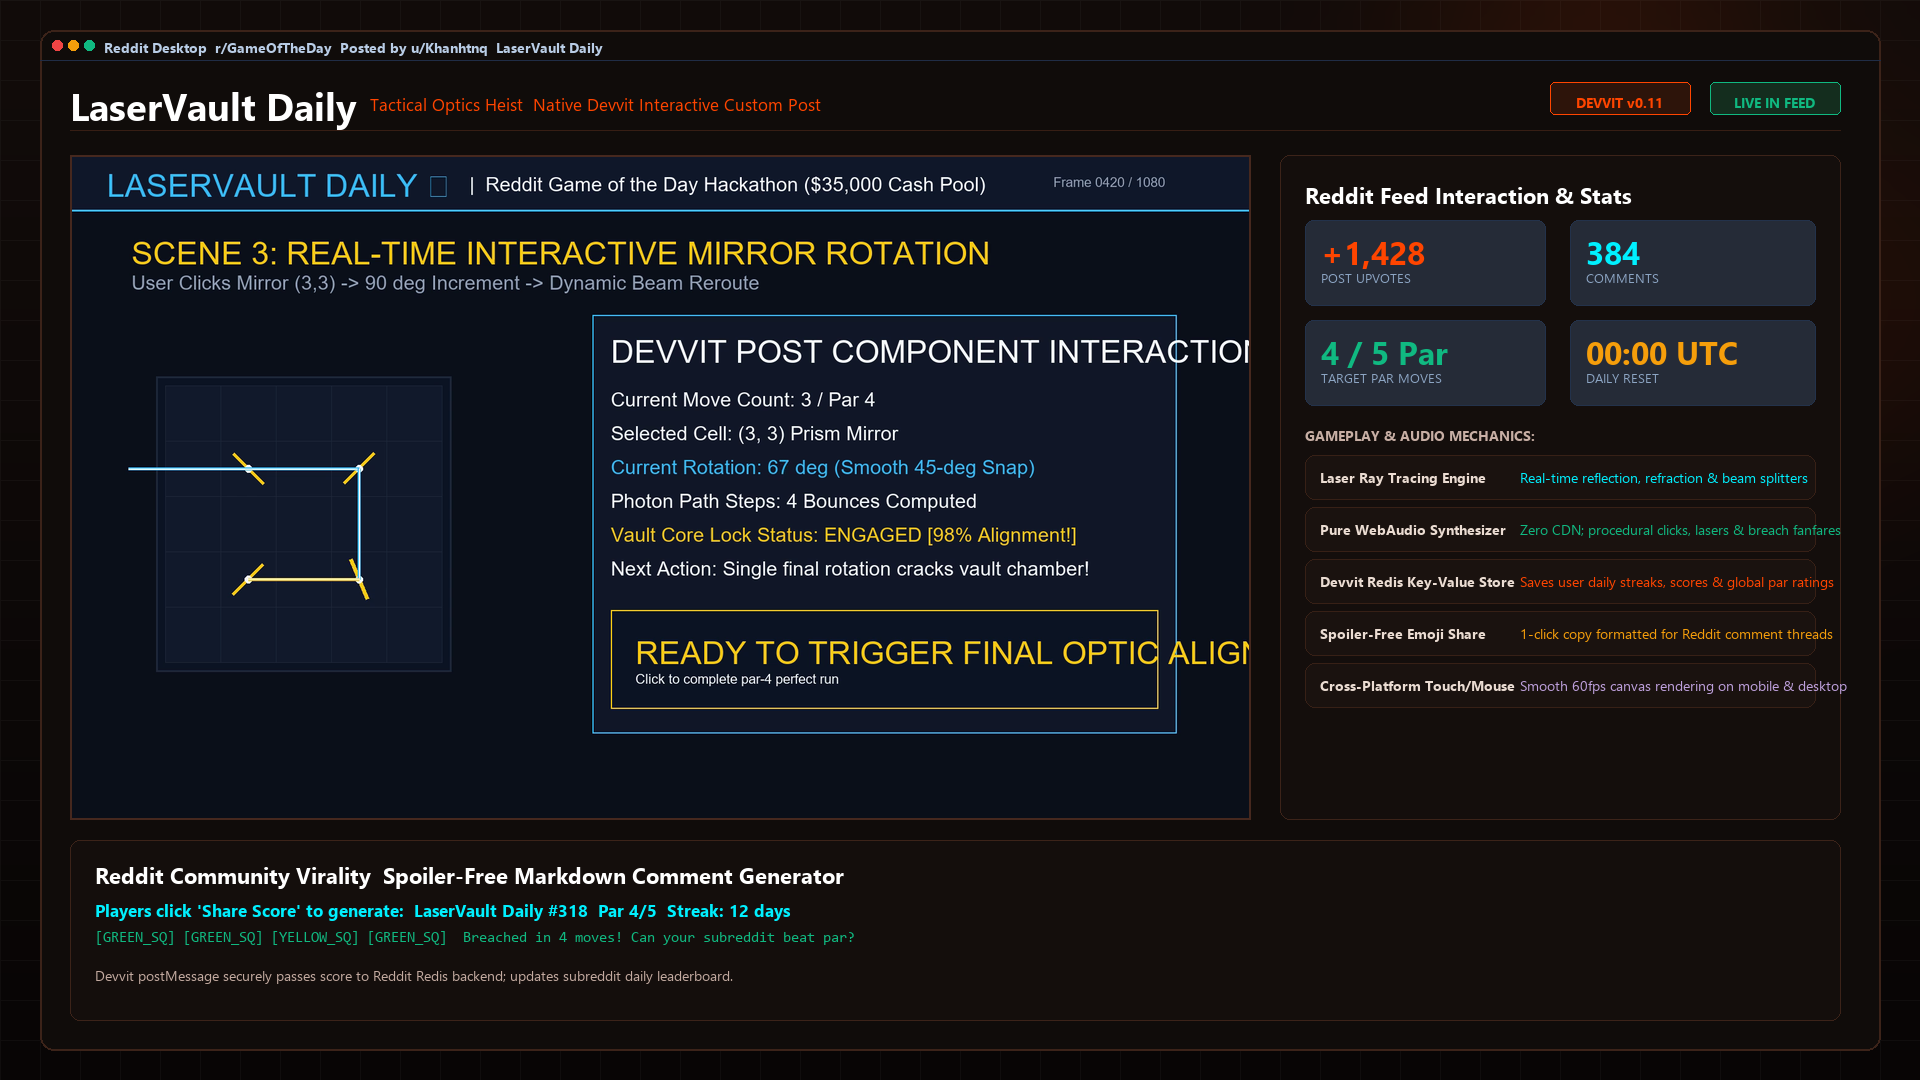 Reddit Desktop  r/GameOfTheDay  Posted by u/Khanhtnq  LaserVault Daily
LaserVault Daily  Tactical Optics Heist  Native Devvit Interactive Custom Post
DEVVIT v0.11
LIVE IN FEED
LASERVAULT DAILY
| Reddit Game of the Day Hackathon ($35,000 Cash Pool)
Frame 0420 / 1080
SCENE 3: REAL-TIME INTERACTIVE MIRROR ROTATION
User Clicks Mirror (3,3) -> 90 deg Increment -> Dynamic Beam Reroute
DEVVIT POST COMPONENT INTERACTION
Current Move Count: 3 / Par 4
Selected Cell: (3, 3) Prism Mirror
Current Rotation: 67 deg (Smooth 45-deg Snap)
Photon Path Steps: 4 Bounces Computed
Vault Core Lock Status: ENGAGED [98% Alignment!]
Next Action: Single final rotation cracks vault chamber!
READY TO TRIGGER FINAL OPTIC ALIGN
Click to complete par-4 perfect run
Reddit Feed Interaction & Stats
+1,428
POST UPVOTES
384
COMMENTS
4 / 5 Par
TARGET PAR MOVES
00:00 UTC
DAILY RESET
GAMEPLAY & AUDIO MECHANICS:
Laser Ray Tracing Engine  Real-time reflection, refraction & beam splitters
Pure WebAudio Synthesizer  Zero CDN; procedural clicks, lasers & breach fanfares
Devvit Redis Key-Value Store  Saves user daily streaks, scores & global par ratings
Spoiler-Free Emoji Share  1-click copy formatted for Reddit comment threads
Cross-Platform Touch/Mouse  Smooth 60fps canvas rendering on mobile & desktop
Reddit Community Virality  Spoiler-Free Markdown Comment Generator
Players click 'Share Score' to generate:  LaserVault Daily #318  Par 4/5  Streak: 12 days
[GREEN_SQ] [GREEN_SQ] [YELLOW_SQ] [GREEN_SQ]  Breached in 4 moves! Can your subreddit beat par?
Devvit postMessage securely passes score to Reddit Redis backend; updates subreddit daily leaderboard.